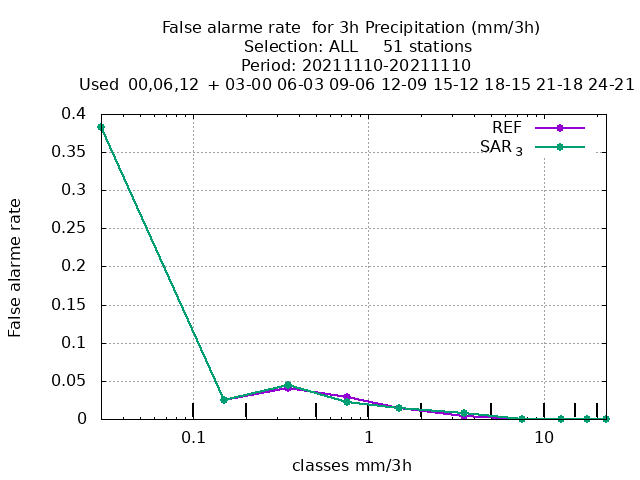 False alarme rate  for 3h Precipitation (mm/3h)
Selection: ALL     51 stations
Period: 20211110-20211110
Used  00,06,12  + 03-00 06-03 09-06 12-09 15-12 18-15 21-18 24-21
REF
SAR 3
0.4
0.35
0.3
0.25
0.2
0.15
0.1
0.05
0
False alarme rate
0.1 1 10
classes mm/3h